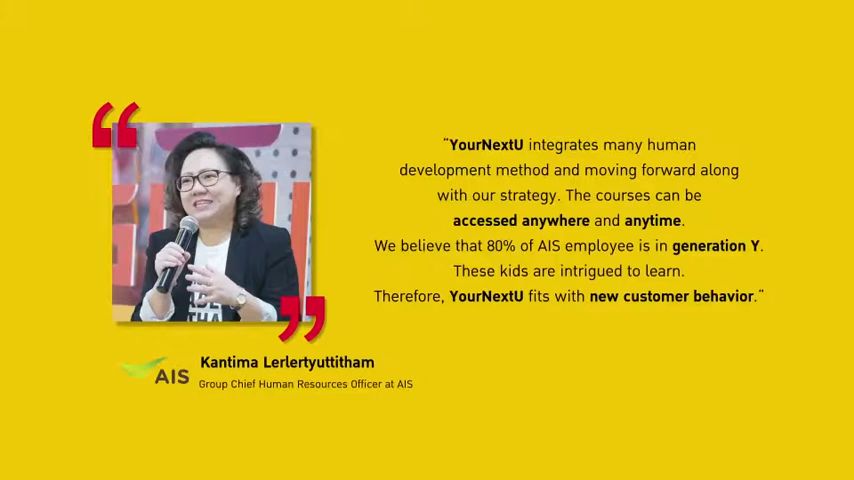 “YourNextU integrates many human
development method and moving forward along
with our strategy. The courses can be
accessed anywhere and anytime.
We believe that 80% of AIS employee is in generation Y.
These kids are intrigued to learn.
Therefore, YourNextU fits with new customer behavior.”
AIS
Kantima Lerlertyuttitham
Group Chief Human Resources Officer at AIS